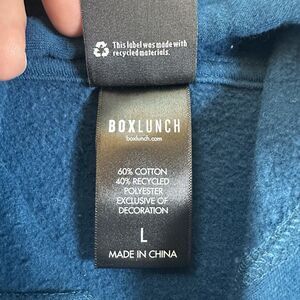 This label was made with
recycled materials.
BOXLUNCH
boxlunch.com
60% COTTON
40% RECYCLED
POLYESTER
EXCLUSIVE OF
DECORATION
L
MADE IN CHINA